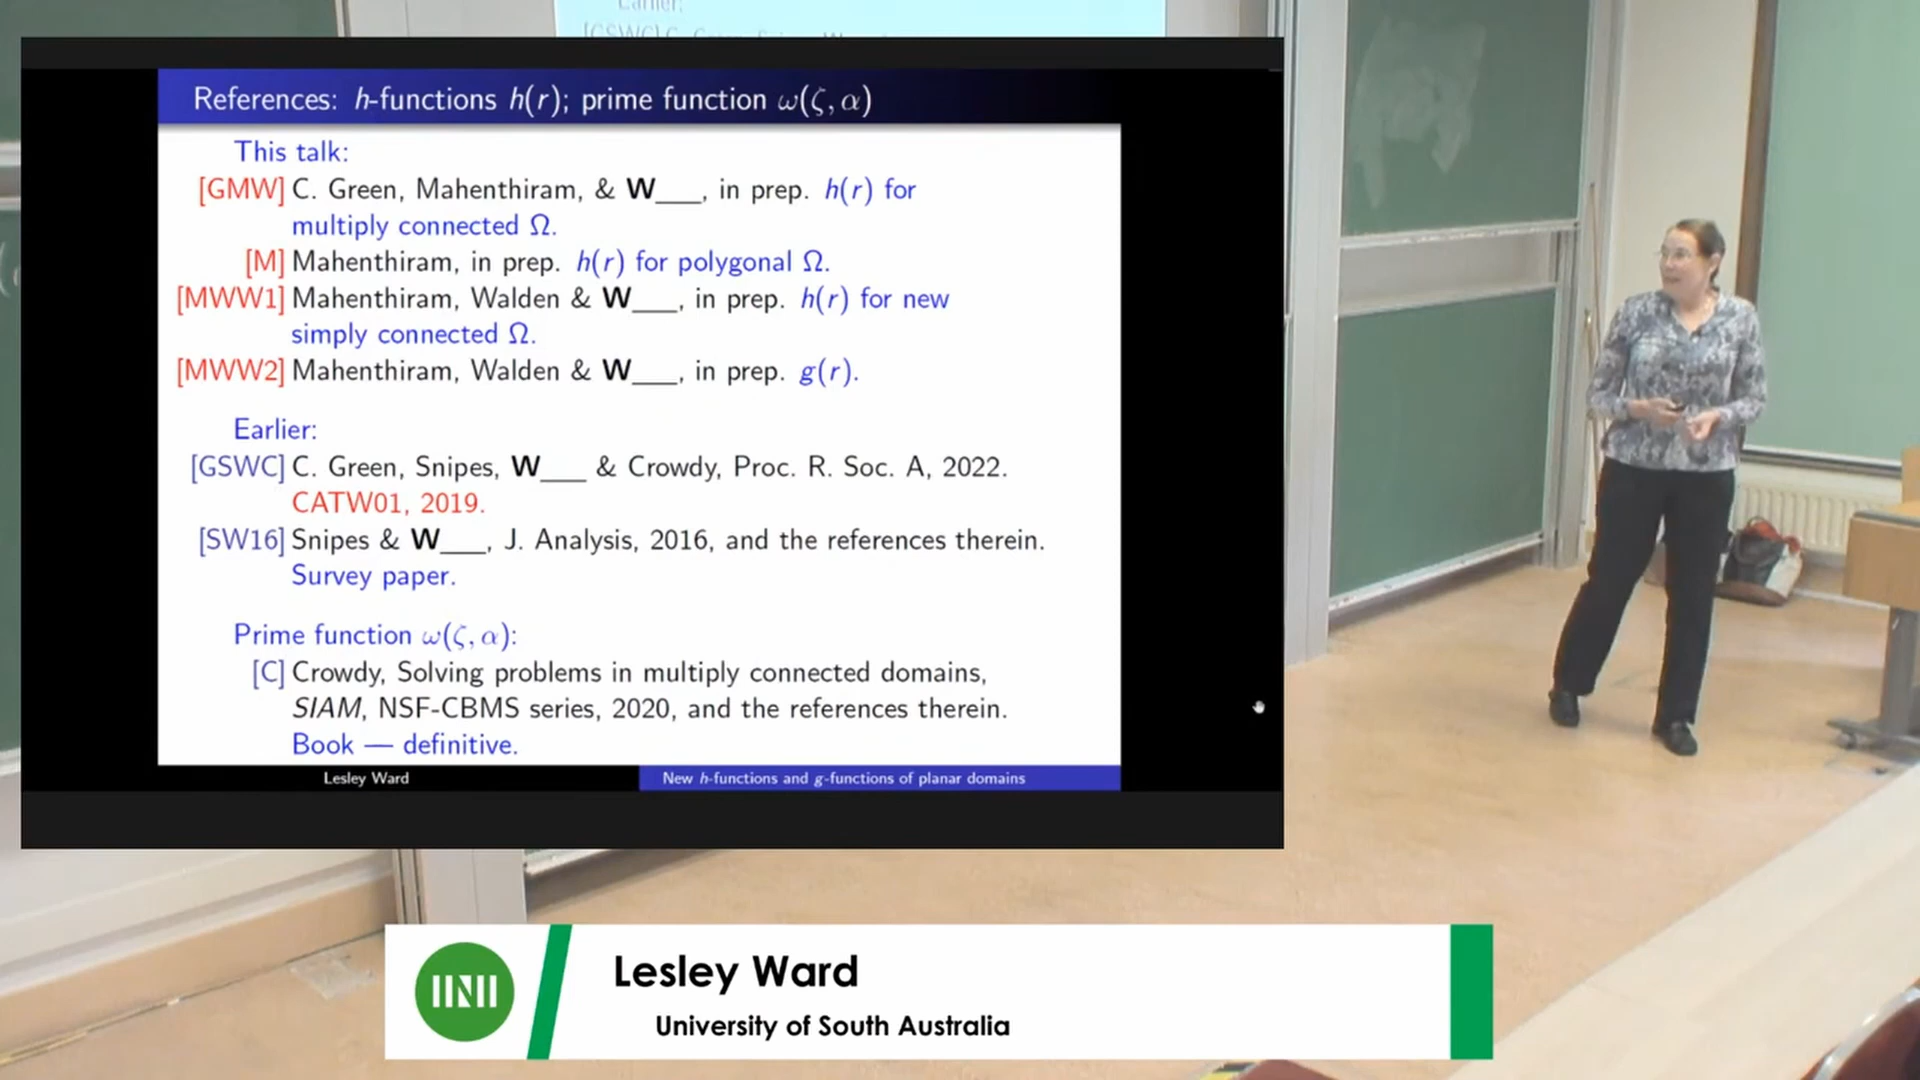 Earlier:
References: h-functions h(r); prime function ω(ζ, α)
This talk:
[GMW] C. Green, Mahenthiram, & W___, in prep. h(r) for
multiply connected Ω.
[M] Mahenthiram, in prep. h(r) for polygonal Ω.
[MWW1] Mahenthiram, Walden & W___, in prep. h(r) for new
simply connected Ω.
[MWW2] Mahenthiram, Walden & W___, in prep. g(r).
Earlier:
[GSWC] C. Green, Snipes, W___ & Crowdy, Proc. R. Soc. A, 2022.
CATW01, 2019.
[SW16] Snipes & W___, J. Analysis, 2016, and the references therein.
Survey paper.
Prime function ω(ζ, α):
[C] Crowdy, Solving problems in multiply connected domains,
SIAM, NSF-CBMS series, 2020, and the references therein.
Book — definitive.
Lesley Ward New h-functions and g-functions of planar domains
Lesley Ward
University of South Australia